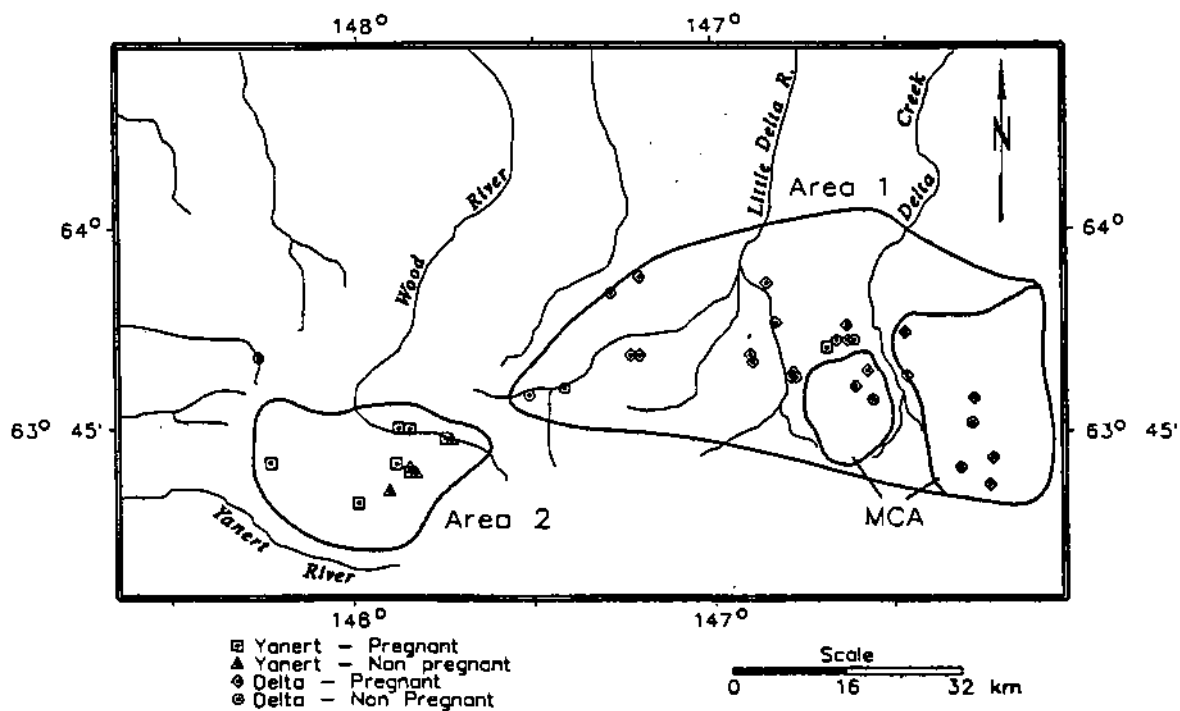 148° 147°
Little Delta R.
Creek
N
Area 1
River
Delta
64° 64°
Wood
63° 45' 63° 45'
Area 2
MCA
Yanert
River
148° 147°
Yanert – Pregnant
Yanert – Non pregnant
Delta – Pregnant
Delta – Non Pregnant
Scale
0 16 32 km